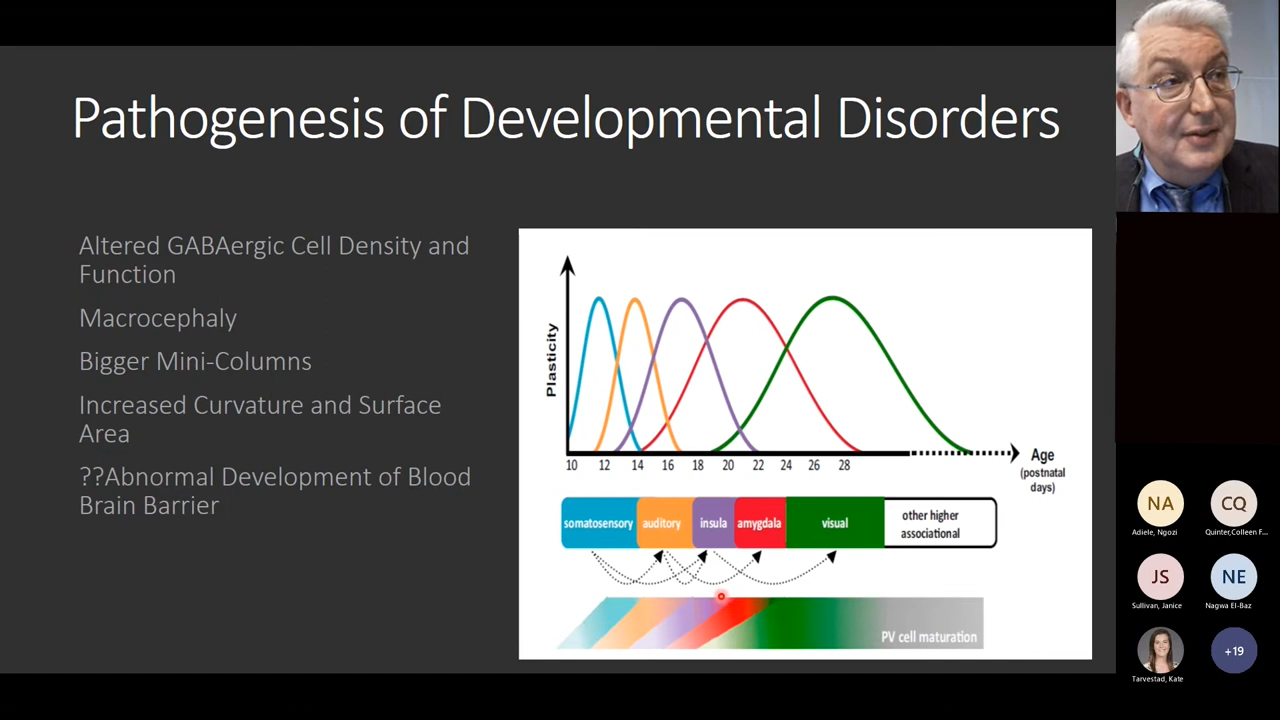 Pathogenesis of Developmental Disorders
Altered GABAergic Cell Density and
Function
Macrocephaly
Bigger Mini-Columns
Increased Curvature and Surface
Area
??Abnormal Development of Blood
Brain Barrier
Plasticity
10 12 14 16 18 20 22 24 26 28
Age
(postnatal
days)
somatosensory auditory insula amygdala visual other higher
associational
PV cell maturation
NA CQ
Adiele, Ngozi Quinter,Colleen F...
JS NE
Sullivan, Janice Nagwa El-Baz
+19
Tarvestad, Kate